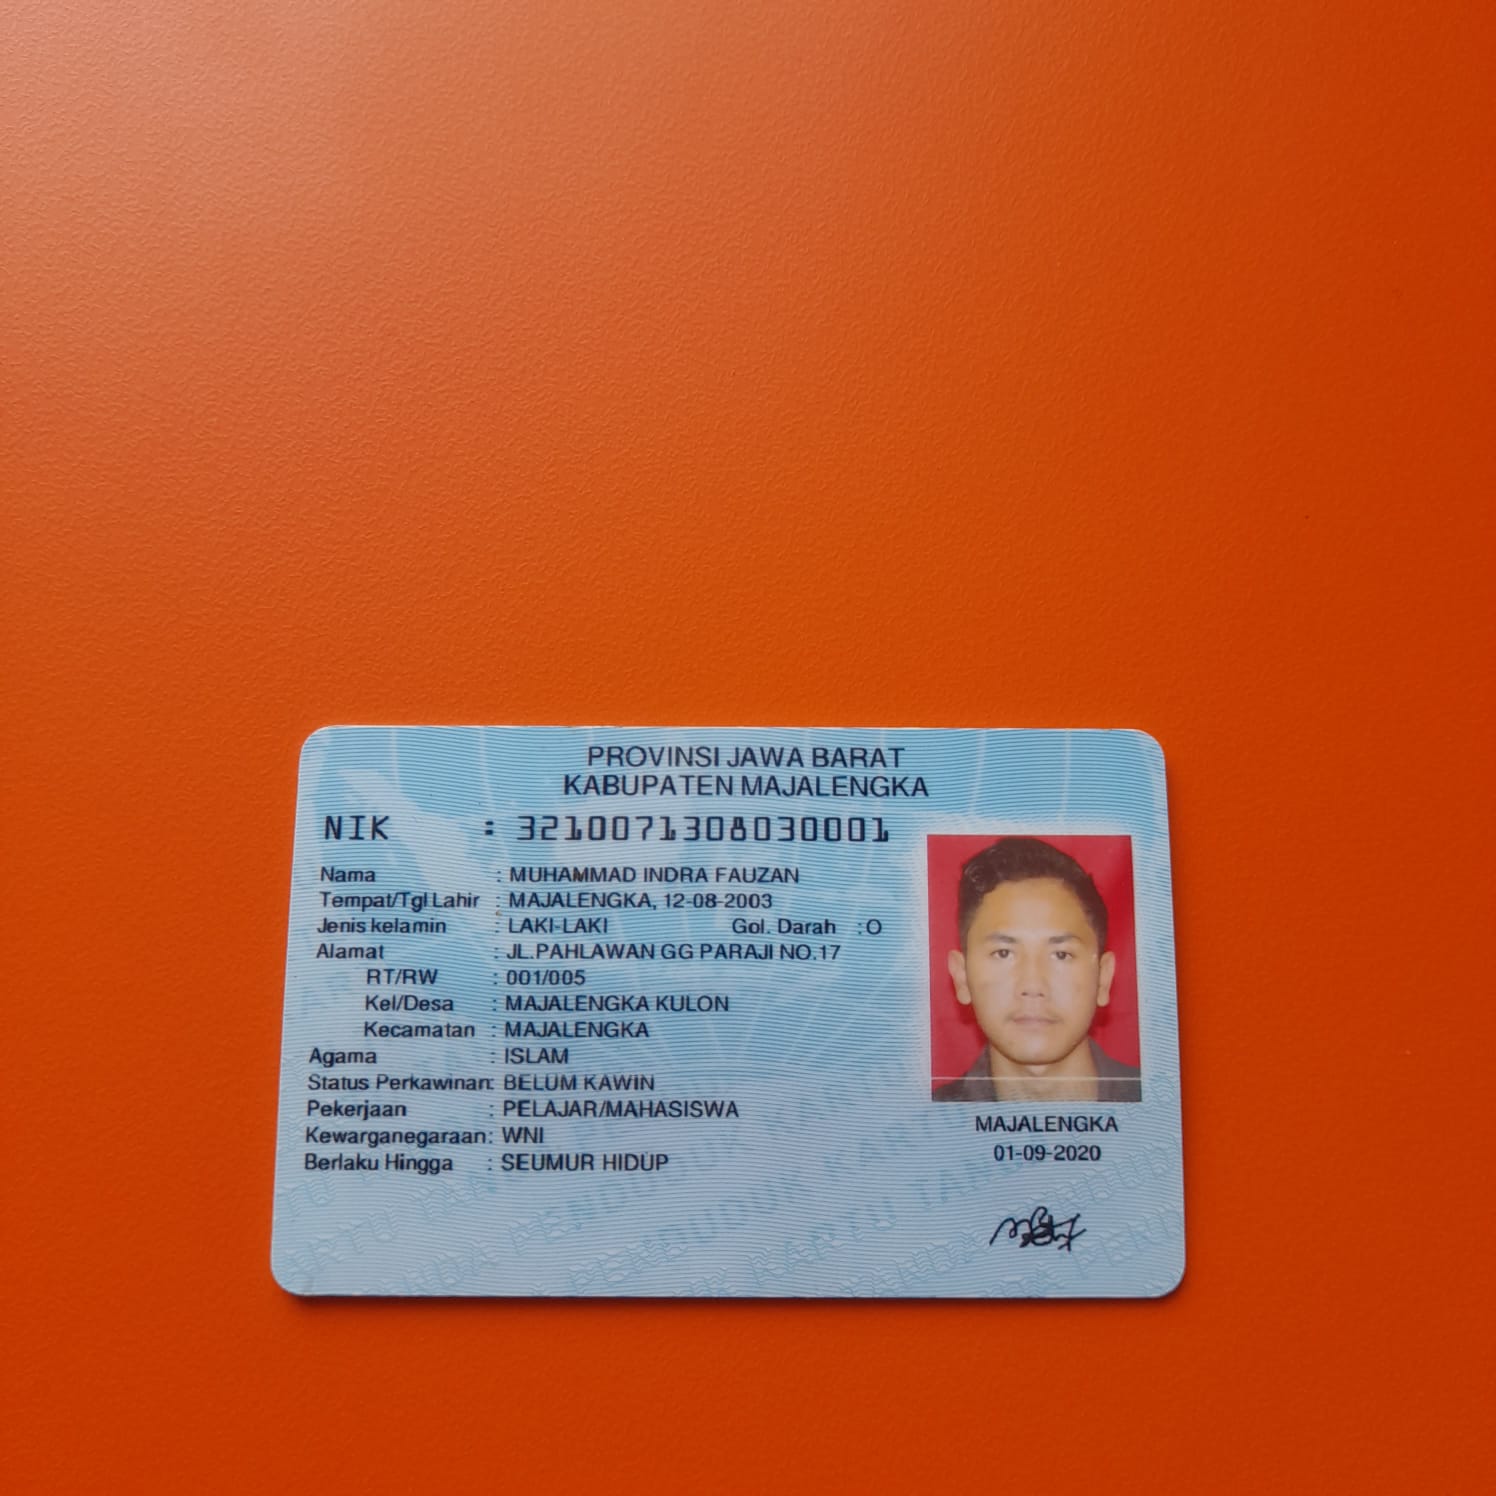 PROVINSI JAWA BARAT
KABUPATEN MAJALENGKA
NIK : 3210071308030001
Nama : MUHAMMAD INDRA FAUZAN
Tempat/Tgl Lahir : MAJALENGKA, 12-08-2003
Jenis kelamin : LAKI-LAKI Gol. Darah : O
Alamat : JL.PAHLAWAN GG PARAJI NO.17
RT/RW : 001/005
Kel/Desa : MAJALENGKA KULON
Kecamatan : MAJALENGKA
Agama : ISLAM
Status Perkawinan: BELUM KAWIN
Pekerjaan : PELAJAR/MAHASISWA
Kewarganegaraan: WNI
Berlaku Hingga : SEUMUR HIDUP
MAJALENGKA
01-09-2020